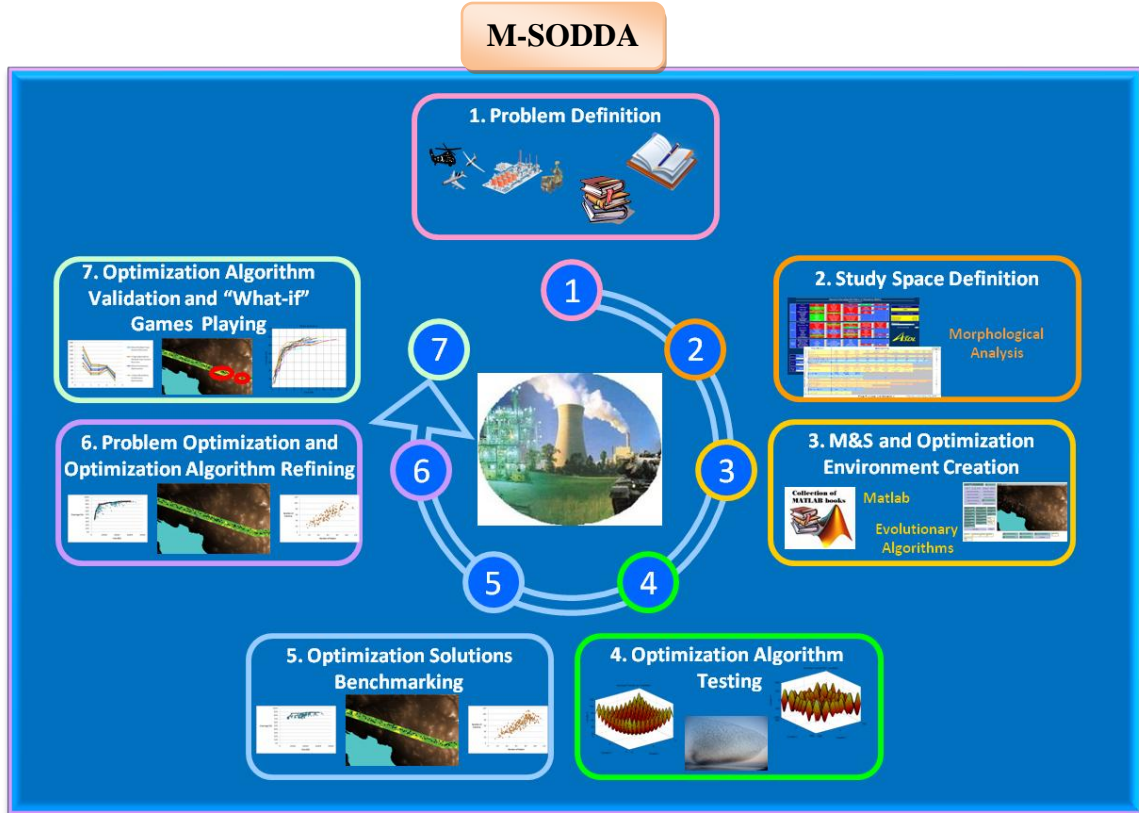 M-SODDA
1. Problem Definition
7. Optimization Algorithm
Validation and “What-if”
Games Playing
2. Study Space Definition
Morphological
Analysis
6. Problem Optimization and
Optimization Algorithm Refining
3. M&S and Optimization
Environment Creation
Collection of
MATLAB books
Matlab
Evolutionary
Algorithms
5. Optimization Solutions
Benchmarking
4. Optimization Algorithm
Testing
1
2
3
4
5
6
7